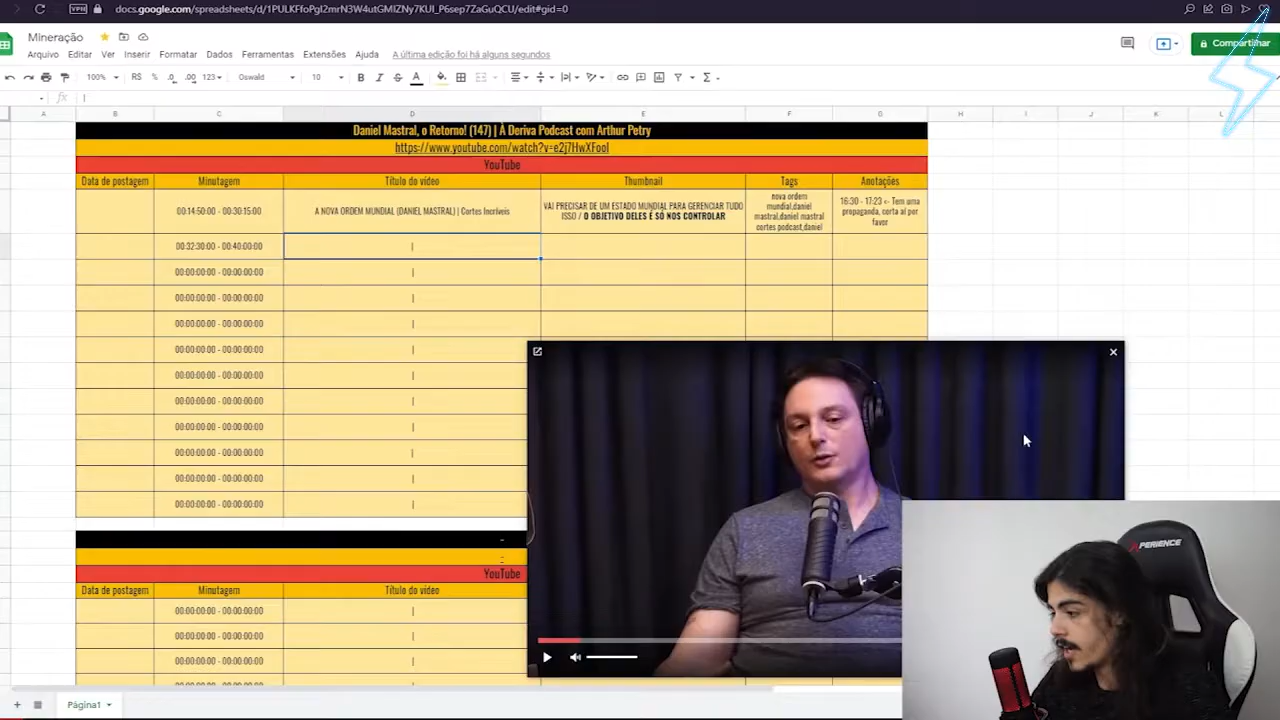 docs.google.com/spreadsheets/d/1PULKFfoPgI2mrN3W4utGMIZNy7KUI_P6sep7ZaGuQCU/edit#gid=0
VPN
Mineração
Arquivo Editar Ver Inserir Formatar Dados Ferramentas Extensões Ajuda A última edição foi há alguns segundos
Compartilhar
100% R$ % .0 .00 123 Oswald 10 B I S A
fx |
A B C D E F G H I J K L
Daniel Mastral, o Retorno! (147) | À Deriva Podcast com Arthur Petry
https://www.youtube.com/watch?v=e2j7HwXFooI
YouTube
Data de postagem Minutagem Título do vídeo Thumbnail Tags Anotações
00:14:50:00 - 00:30:15:00
A NOVA ORDEM MUNDIAL (DANIEL MASTRAL) | Cortes Incríveis
VAI PRECISAR DE UM ESTADO MUNDIAL PARA GERENCIAR TUDO
ISSO / O OBJETIVO DELES É SÓ NOS CONTROLAR
nova ordem
mundial,daniel
mastral,daniel mastral
cortes podcast,daniel
16:30 - 17:23 <- Tem uma
propaganda, corta aí por
favor
00:32:30:00 - 00:40:00:00 |
00:00:00:00 - 00:00:00:00 |
00:00:00:00 - 00:00:00:00 |
00:00:00:00 - 00:00:00:00 |
00:00:00:00 - 00:00:00:00 |
00:00:00:00 - 00:00:00:00 |
00:00:00:00 - 00:00:00:00 |
00:00:00:00 - 00:00:00:00 |
00:00:00:00 - 00:00:00:00 |
00:00:00:00 - 00:00:00:00 |
00:00:00:00 - 00:00:00:00 |
-
-
YouTube
Data de postagem Minutagem Título do vídeo
00:00:00:00 - 00:00:00:00 |
00:00:00:00 - 00:00:00:00 |
00:00:00:00 - 00:00:00:00 |
XPERIENCE
Página1